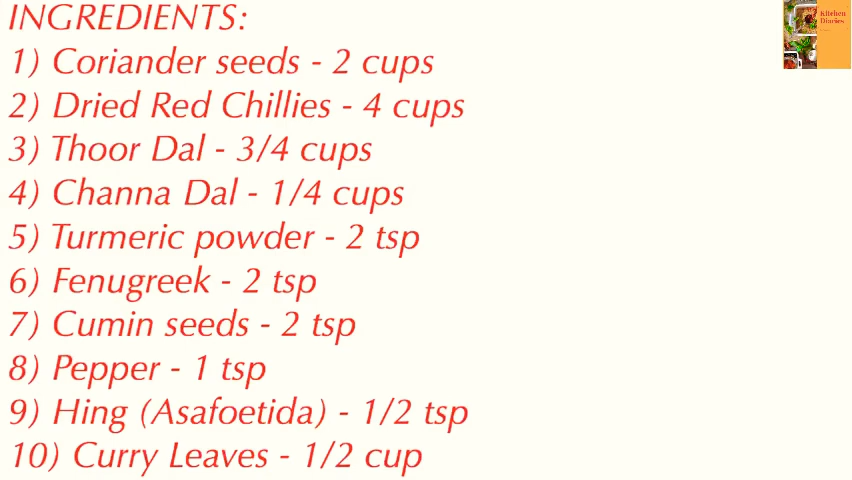 INGREDIENTS:
1) Coriander seeds - 2 cups
2) Dried Red Chillies - 4 cups
3) Thoor Dal - 3/4 cups
4) Channa Dal - 1/4 cups
5) Turmeric powder - 2 tsp
6) Fenugreek - 2 tsp
7) Cumin seeds - 2 tsp
8) Pepper - 1 tsp
9) Hing (Asafoetida) - 1/2 tsp
10) Curry Leaves - 1/2 cup
Kitchen
Diaries